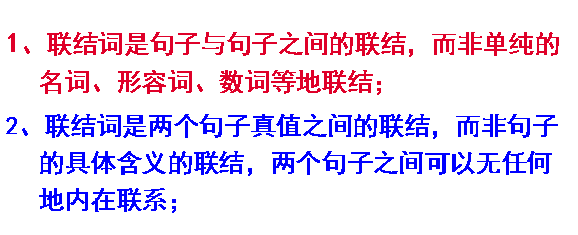 1、联结词是句子与句子之间的联结，而非单纯的
名词、形容词、数词等地联结；
2、联结词是两个句子真值之间的联结，而非句子
的具体含义的联结，两个句子之间可以无任何
地内在联系；